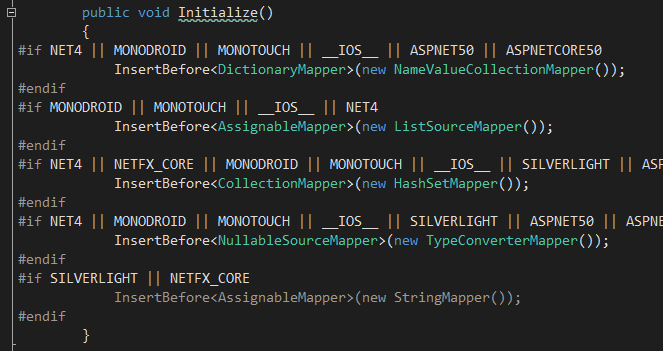 public void Initialize()
{
#if NET4 || MONODROID || MONOTOUCH || __IOS__ || ASPNET50 || ASPNETCORE50
InsertBefore<DictionaryMapper>(new NameValueCollectionMapper());
#endif
#if MONODROID || MONOTOUCH || __IOS__ || NET4
InsertBefore<AssignableMapper>(new ListSourceMapper());
#endif
#if NET4 || NETFX_CORE || MONODROID || MONOTOUCH || __IOS__ || SILVERLIGHT || ASP
InsertBefore<CollectionMapper>(new HashSetMapper());
#endif
#if NET4 || MONODROID || MONOTOUCH || __IOS__ || SILVERLIGHT || ASPNET50 || ASPNE
InsertBefore<NullableSourceMapper>(new TypeConverterMapper());
#endif
#if SILVERLIGHT || NETFX_CORE
InsertBefore<AssignableMapper>(new StringMapper());
#endif
}